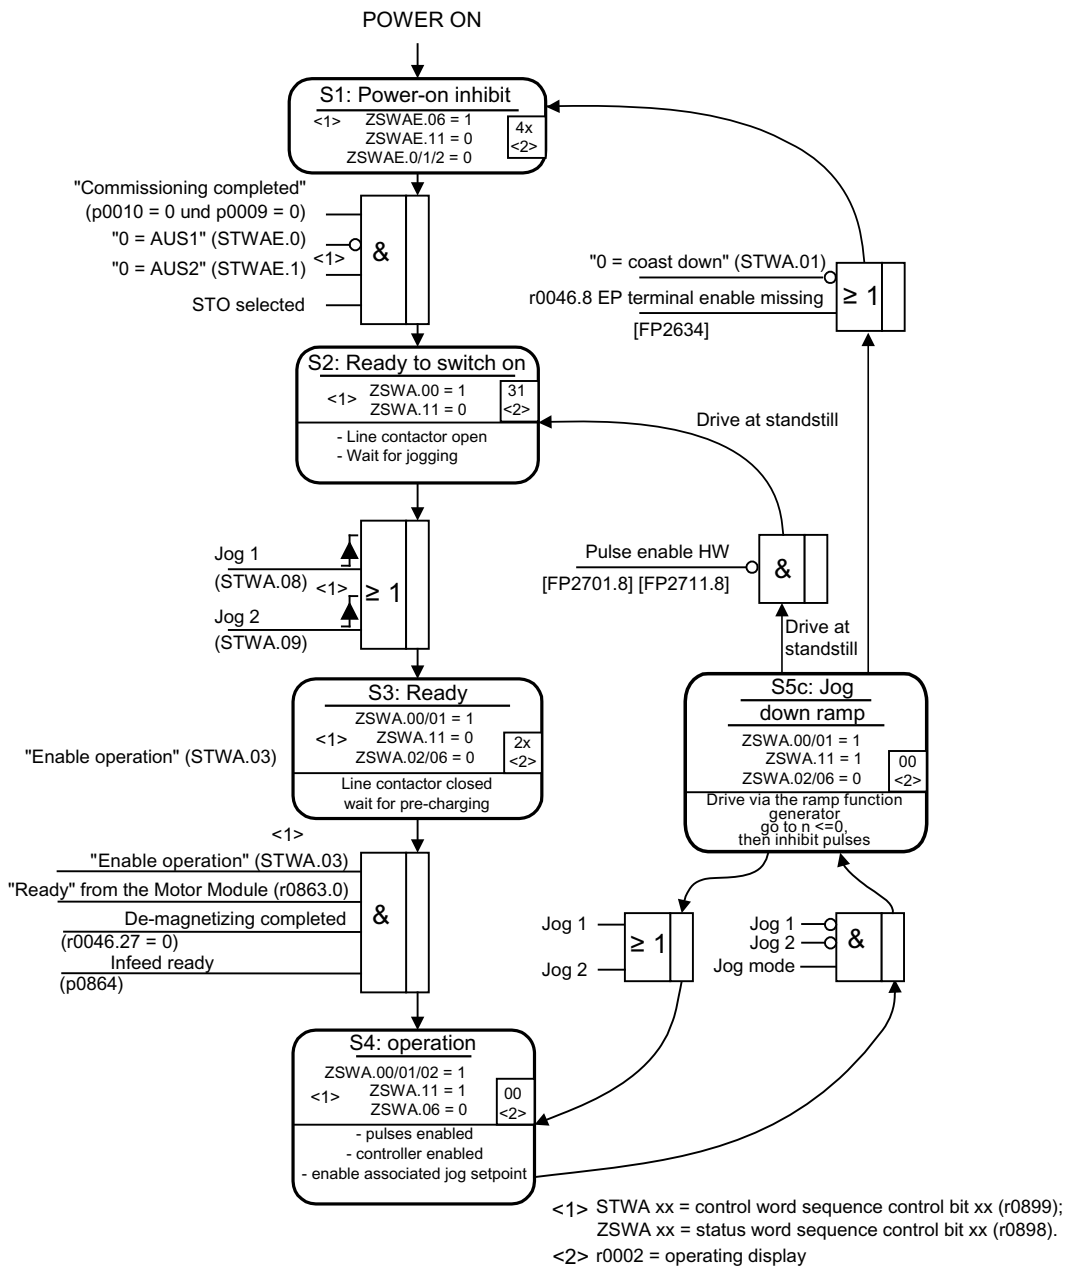 POWER ON
S1: Power-on inhibit
<1> ZSWAE.06 = 1
ZSWAE.11 = 0
ZSWAE.0/1/2 = 0
4x
<2>
"Commissioning completed"
(p0010 = 0 und p0009 = 0)
"0 = AUS1" (STWAE.0)
<1>
"0 = AUS2" (STWAE.1)
STO selected
&
"0 = coast down" (STWA.01)
r0046.8 EP terminal enable missing
[FP2634]
≥ 1
S2: Ready to switch on
<1> ZSWA.00 = 1
ZSWA.11 = 0
31
<2>
- Line contactor open
- Wait for jogging
Drive at standstill
Jog 1
(STWA.08)
<1>
Jog 2
(STWA.09)
≥ 1
Pulse enable HW
[FP2701.8] [FP2711.8]
&
Drive at
standstill
S3: Ready
ZSWA.00/01 = 1
<1> ZSWA.11 = 0
ZSWA.02/06 = 0
2x
<2>
Line contactor closed
wait for pre-charging
"Enable operation" (STWA.03)
S5c: Jog
down ramp
ZSWA.00/01 = 1
ZSWA.11 = 1
ZSWA.02/06 = 0
00
<2>
Drive via the ramp function
generator
go to n <=0,
then inhibit pulses
<1>
"Enable operation" (STWA.03)
"Ready" from the Motor Module (r0863.0)
De-magnetizing completed
(r0046.27 = 0)
Infeed ready
(p0864)
&
Jog 1
Jog 2
≥ 1
Jog 1
Jog 2
Jog mode
&
S4: operation
ZSWA.00/01/02 = 1
<1> ZSWA.11 = 1
ZSWA.06 = 0
00
<2>
- pulses enabled
- controller enabled
- enable associated jog setpoint
<1> STWA xx = control word sequence control bit xx (r0899);
ZSWA xx = status word sequence control bit xx (r0898).
<2> r0002 = operating display